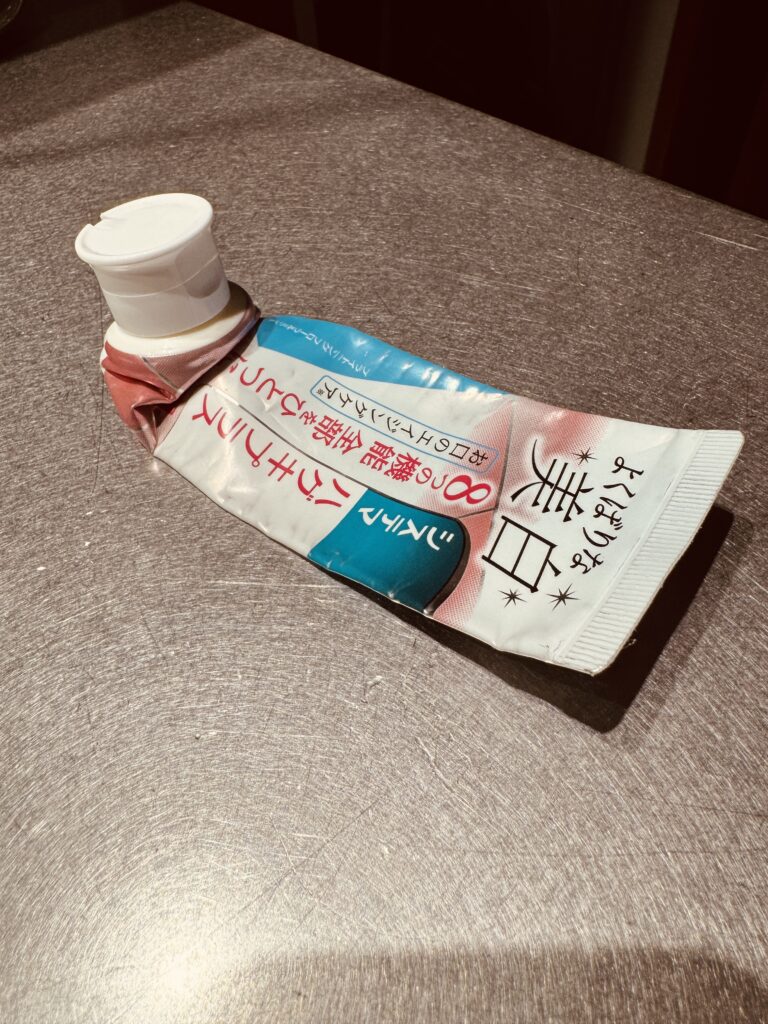 よくばりな
美白
システマ
ハグキプラス
8つの機能 全部をひとつに
お口のエイジングケア※